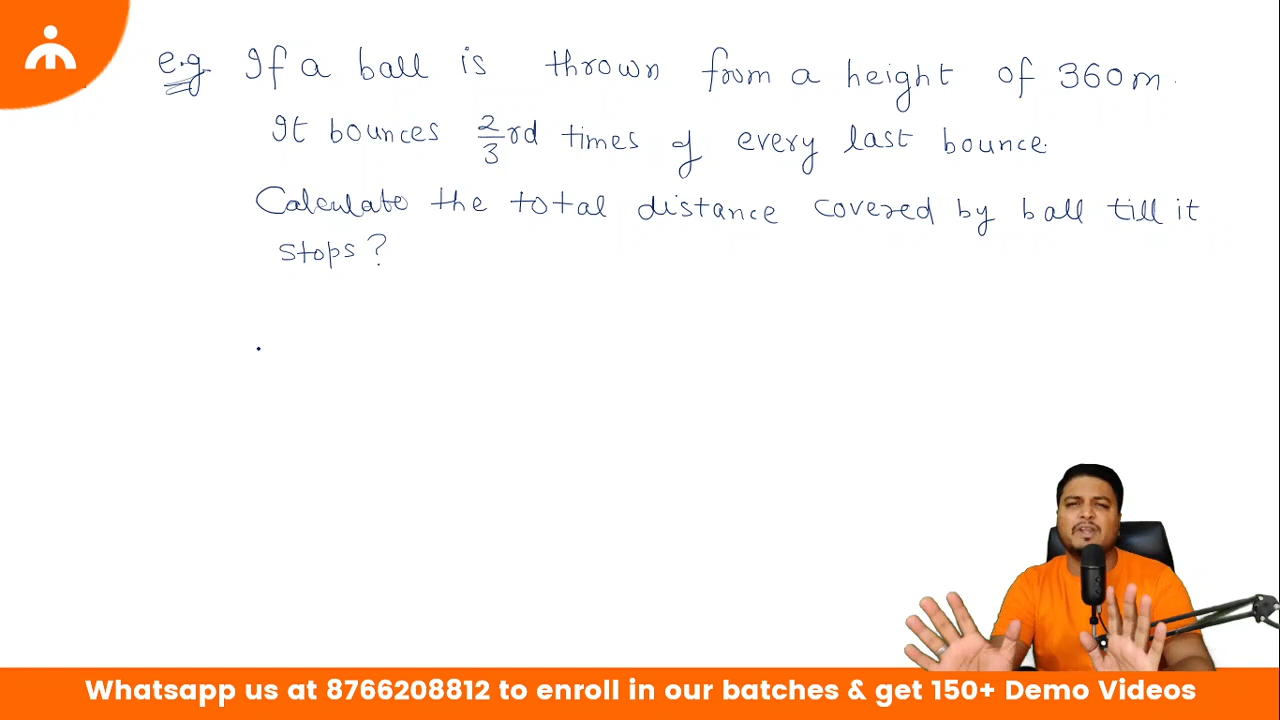 e.g If a ball is thrown from a height of 360m.
It bounces 2/3rd times of every last bounce.
Calculate the total distance covered by ball till it
stops?
Whatsapp us at 8766208812 to enroll in our batches & get 150+ Demo Videos